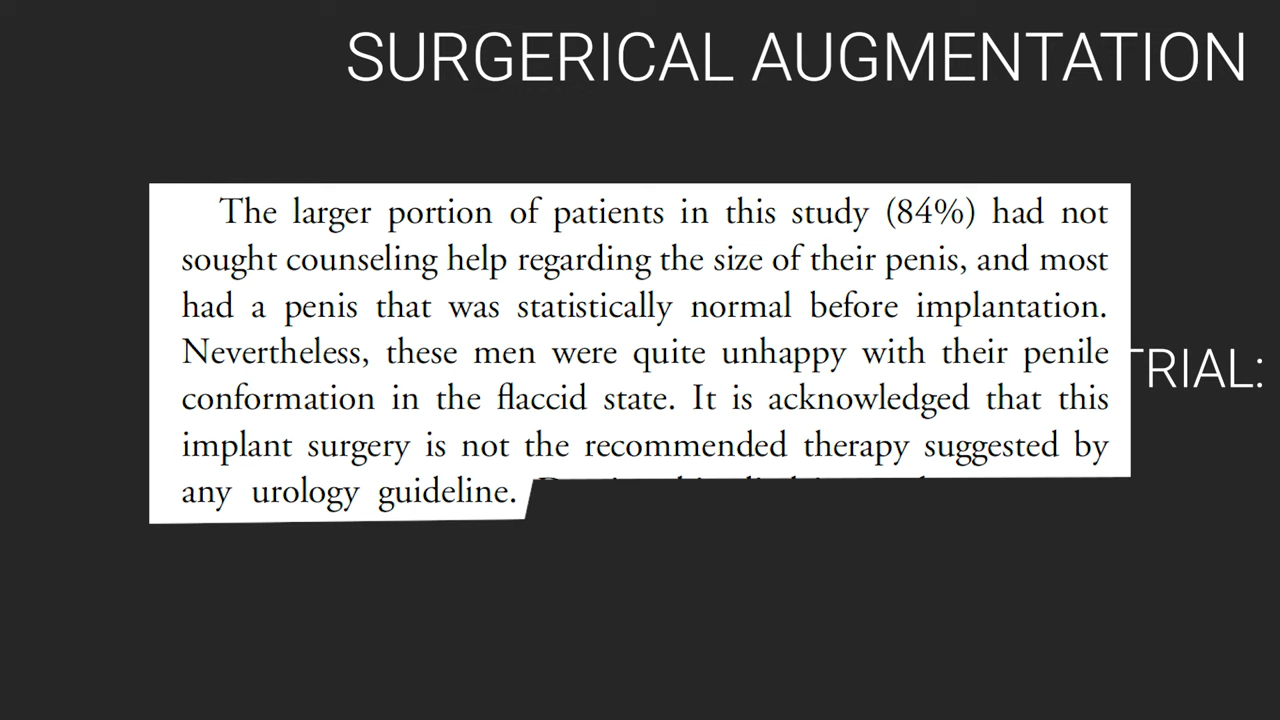 SURGERICAL AUGMENTATION
The larger portion of patients in this study (84%) had not
sought counseling help regarding the size of their penis, and most
had a penis that was statistically normal before implantation.
Nevertheless, these men were quite unhappy with their penile
TRIAL:
conformation in the flaccid state. It is acknowledged that this
implant surgery is not the recommended therapy suggested by
any urology guideline.